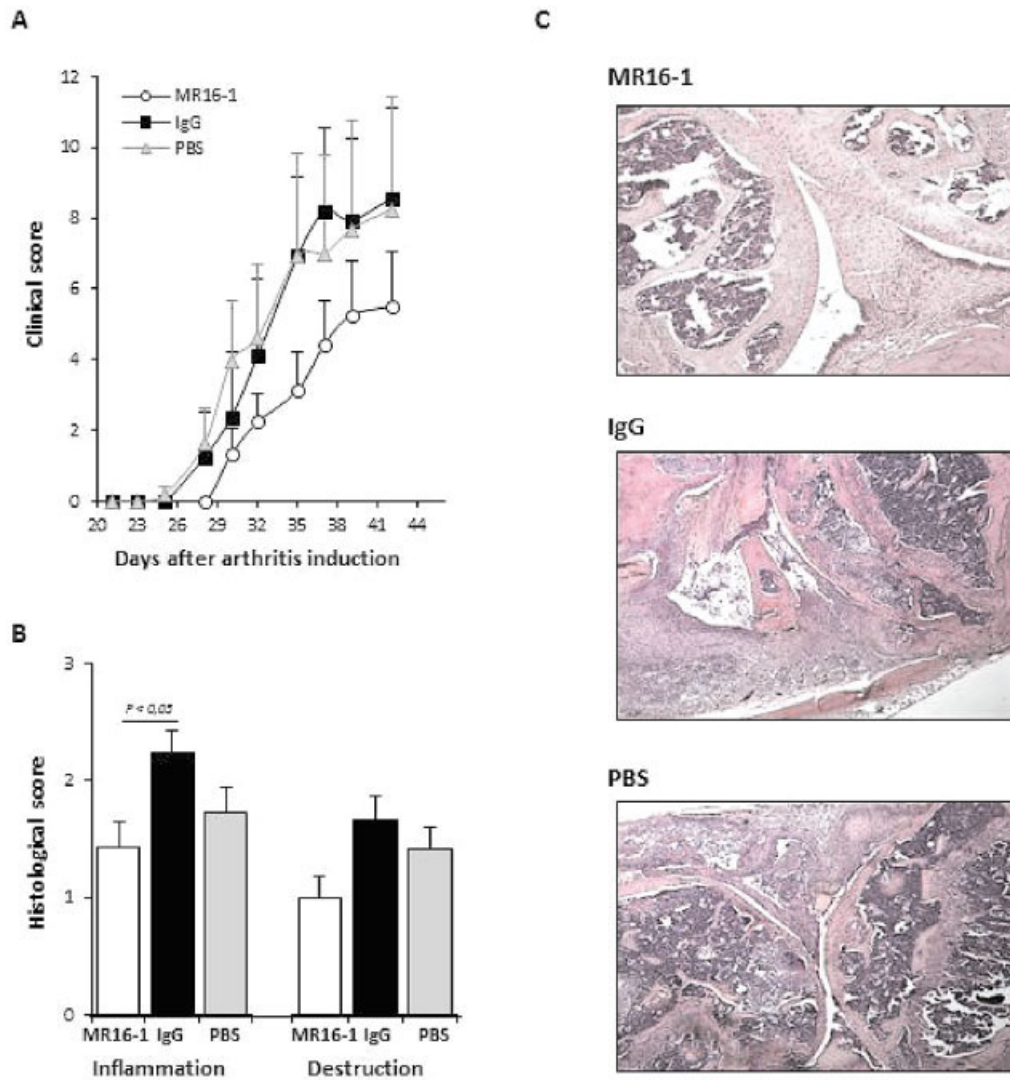 A
12
10
8
6
4
2
0
Clinical score
MR16-1
IgG
PBS
20 23 26 29 32 35 38 41 44
Days after arthritis induction
B
3
2
1
0
Histological score
P < 0,05
MR16-1 IgG PBS MR16-1 IgG PBS
Inflammation Destruction
C
MR16-1
IgG
PBS